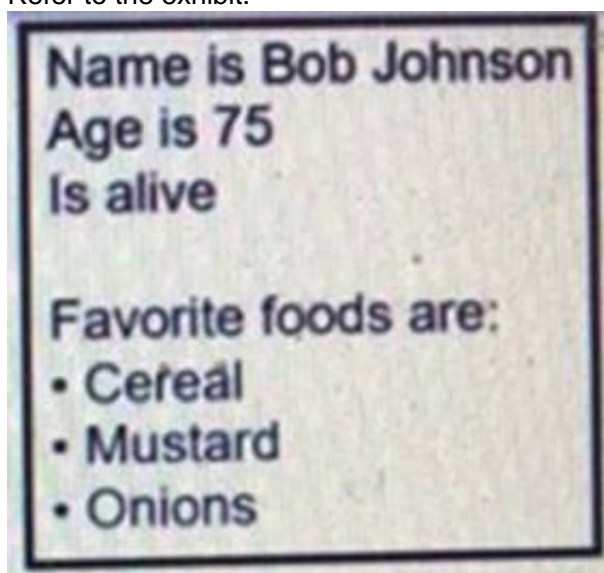 Refer to the exhibit.
Name is Bob Johnson
Age is 75
Is alive
Favorite foods are:
• Cereal
• Mustard
• Onions